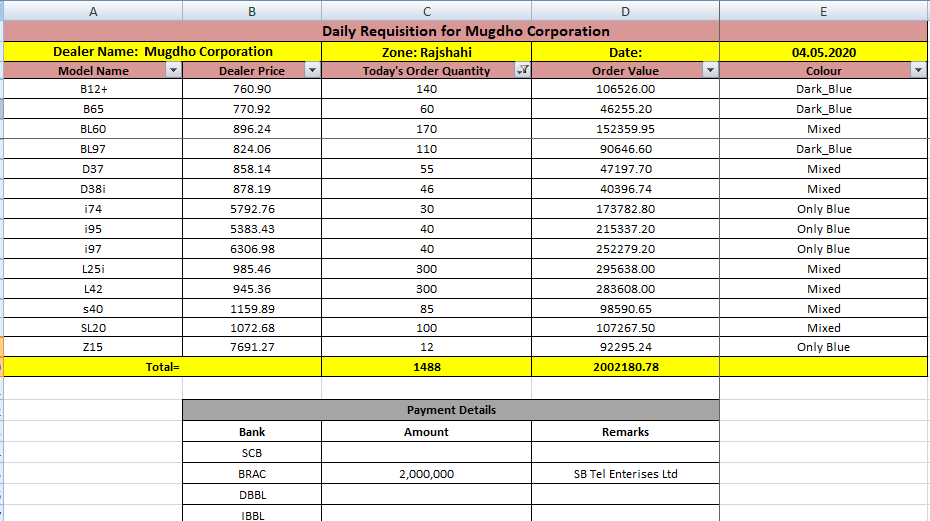 A B C D E
Daily Requisition for Mugdho Corporation
Dealer Name: Mugdho Corporation Zone: Rajshahi Date: 04.05.2020
Model Name Dealer Price Today's Order Quantity Order Value Colour
B12+ 760.90 140 106526.00 Dark_Blue
B65 770.92 60 46255.20 Dark_Blue
BL60 896.24 170 152359.95 Mixed
BL97 824.06 110 90646.60 Dark_Blue
D37 858.14 55 47197.70 Mixed
D38i 878.19 46 40396.74 Mixed
i74 5792.76 30 173782.80 Only Blue
i95 5383.43 40 215337.20 Only Blue
i97 6306.98 40 252279.20 Only Blue
L25i 985.46 300 295638.00 Mixed
L42 945.36 300 283608.00 Mixed
s40 1159.89 85 98590.65 Mixed
SL20 1072.68 100 107267.50 Mixed
Z15 7691.27 12 92295.24 Only Blue
Total= 1488 2002180.78
Payment Details
Bank Amount Remarks
SCB
BRAC 2,000,000 SB Tel Enterises Ltd
DBBL
IBBL